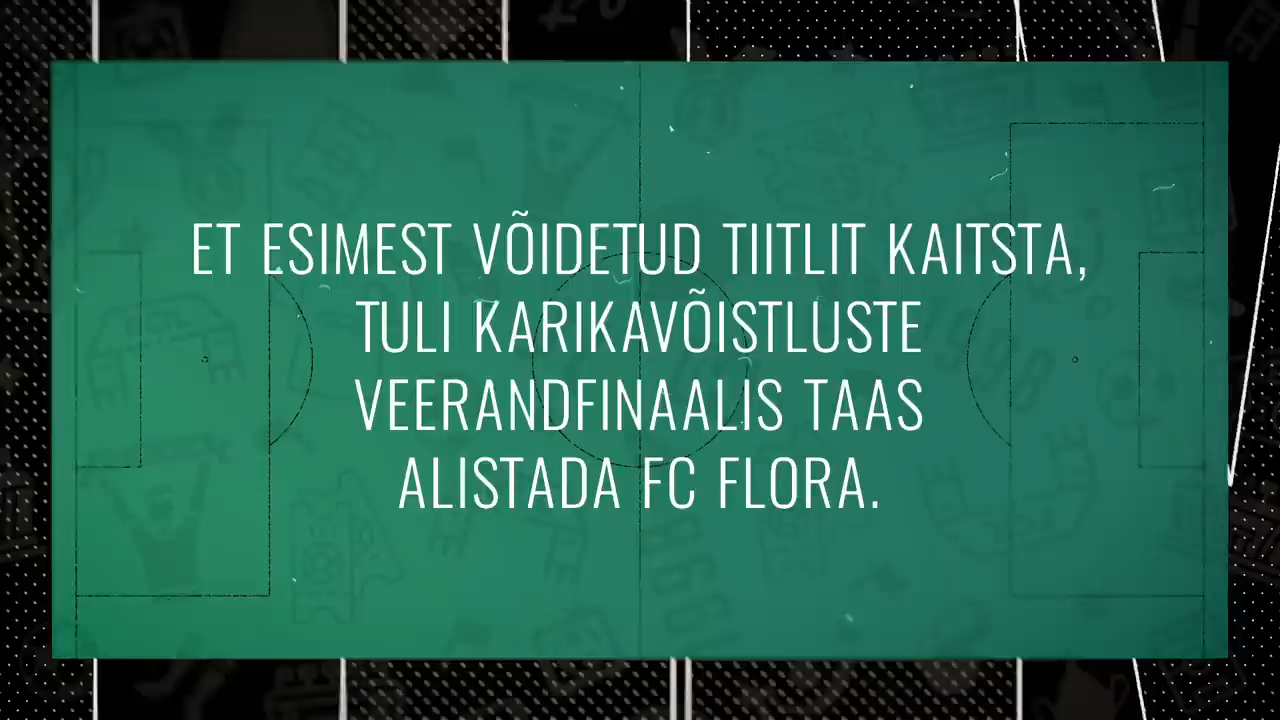 ET ESIMEST VÕIDETUD TIITLIT KAITSTA,
TULI KARIKAVÕISTLUSTE
VEERANDFINAALIS TAAS
ALISTADA FC FLORA.